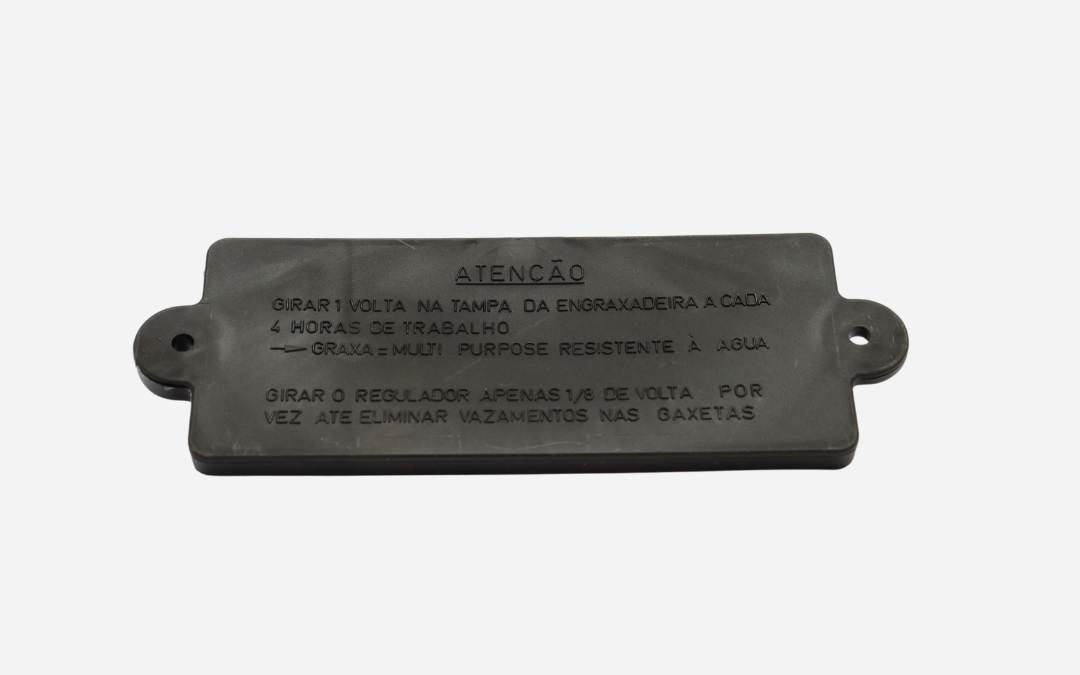 ATENCÃO
GIRAR 1 VOLTA NA TAMPA DA ENGRAXADEIRA A CADA
4 HORAS DE TRABALHO
→ GRAXA = MULTI PURPOSE RESISTENTE À AGUA
GIRAR O REGULADOR APENAS 1/8 DE VOLTA POR
VEZ ATE ELIMINAR VAZAMENTOS NAS GAXETAS